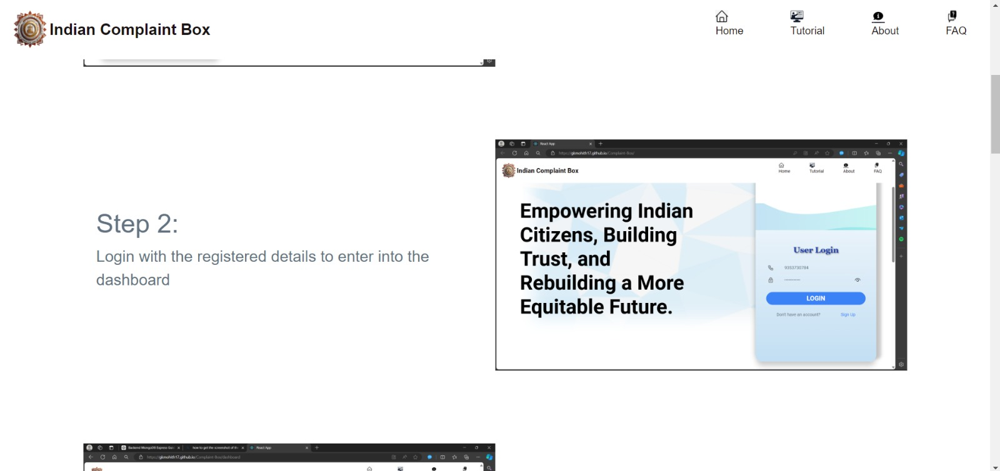 Indian Complaint Box
Home
Tutorial
About
FAQ
Step 2:
Login with the registered details to enter into the
dashboard
React App
https://gkmohith17.github.io/Complaint-Box/
Indian Complaint Box
Home
Tutorial
About
FAQ
Empowering Indian
Citizens, Building
Trust, and
Rebuilding a More
Equitable Future.
User Login
9353730784
LOGIN
Don't have an account?
Sign Up
Backend MongoDB Express
how to get the screenshot of the
React App
https://gkmohith17.github.io/Complaint-Box/dashboard